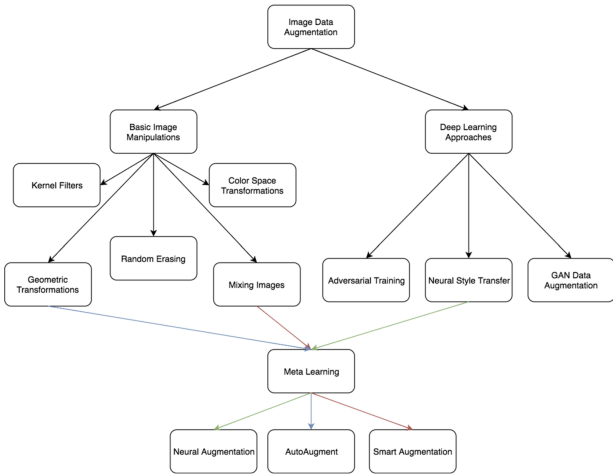 Image Data
Augmentation
Basic Image
Manipulations
Deep Learning
Approaches
Kernel Filters
Color Space
Transformations
Random Erasing
Geometric
Transformations
Mixing Images
Adversarial Training
Neural Style Transfer
GAN Data
Augmentation
Meta Learning
Neural Augmentation
AutoAugment
Smart Augmentation